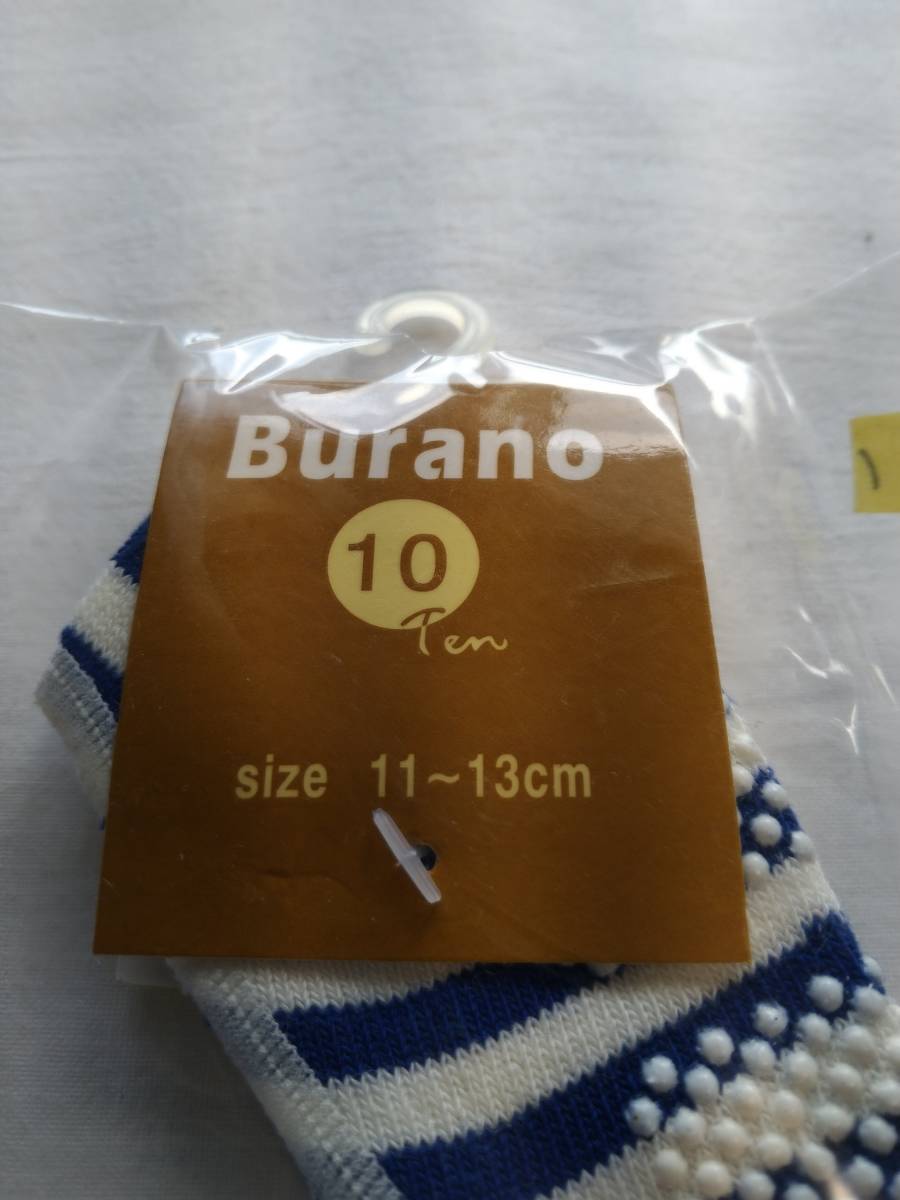 Burano
10
Ten
size 11~13cm